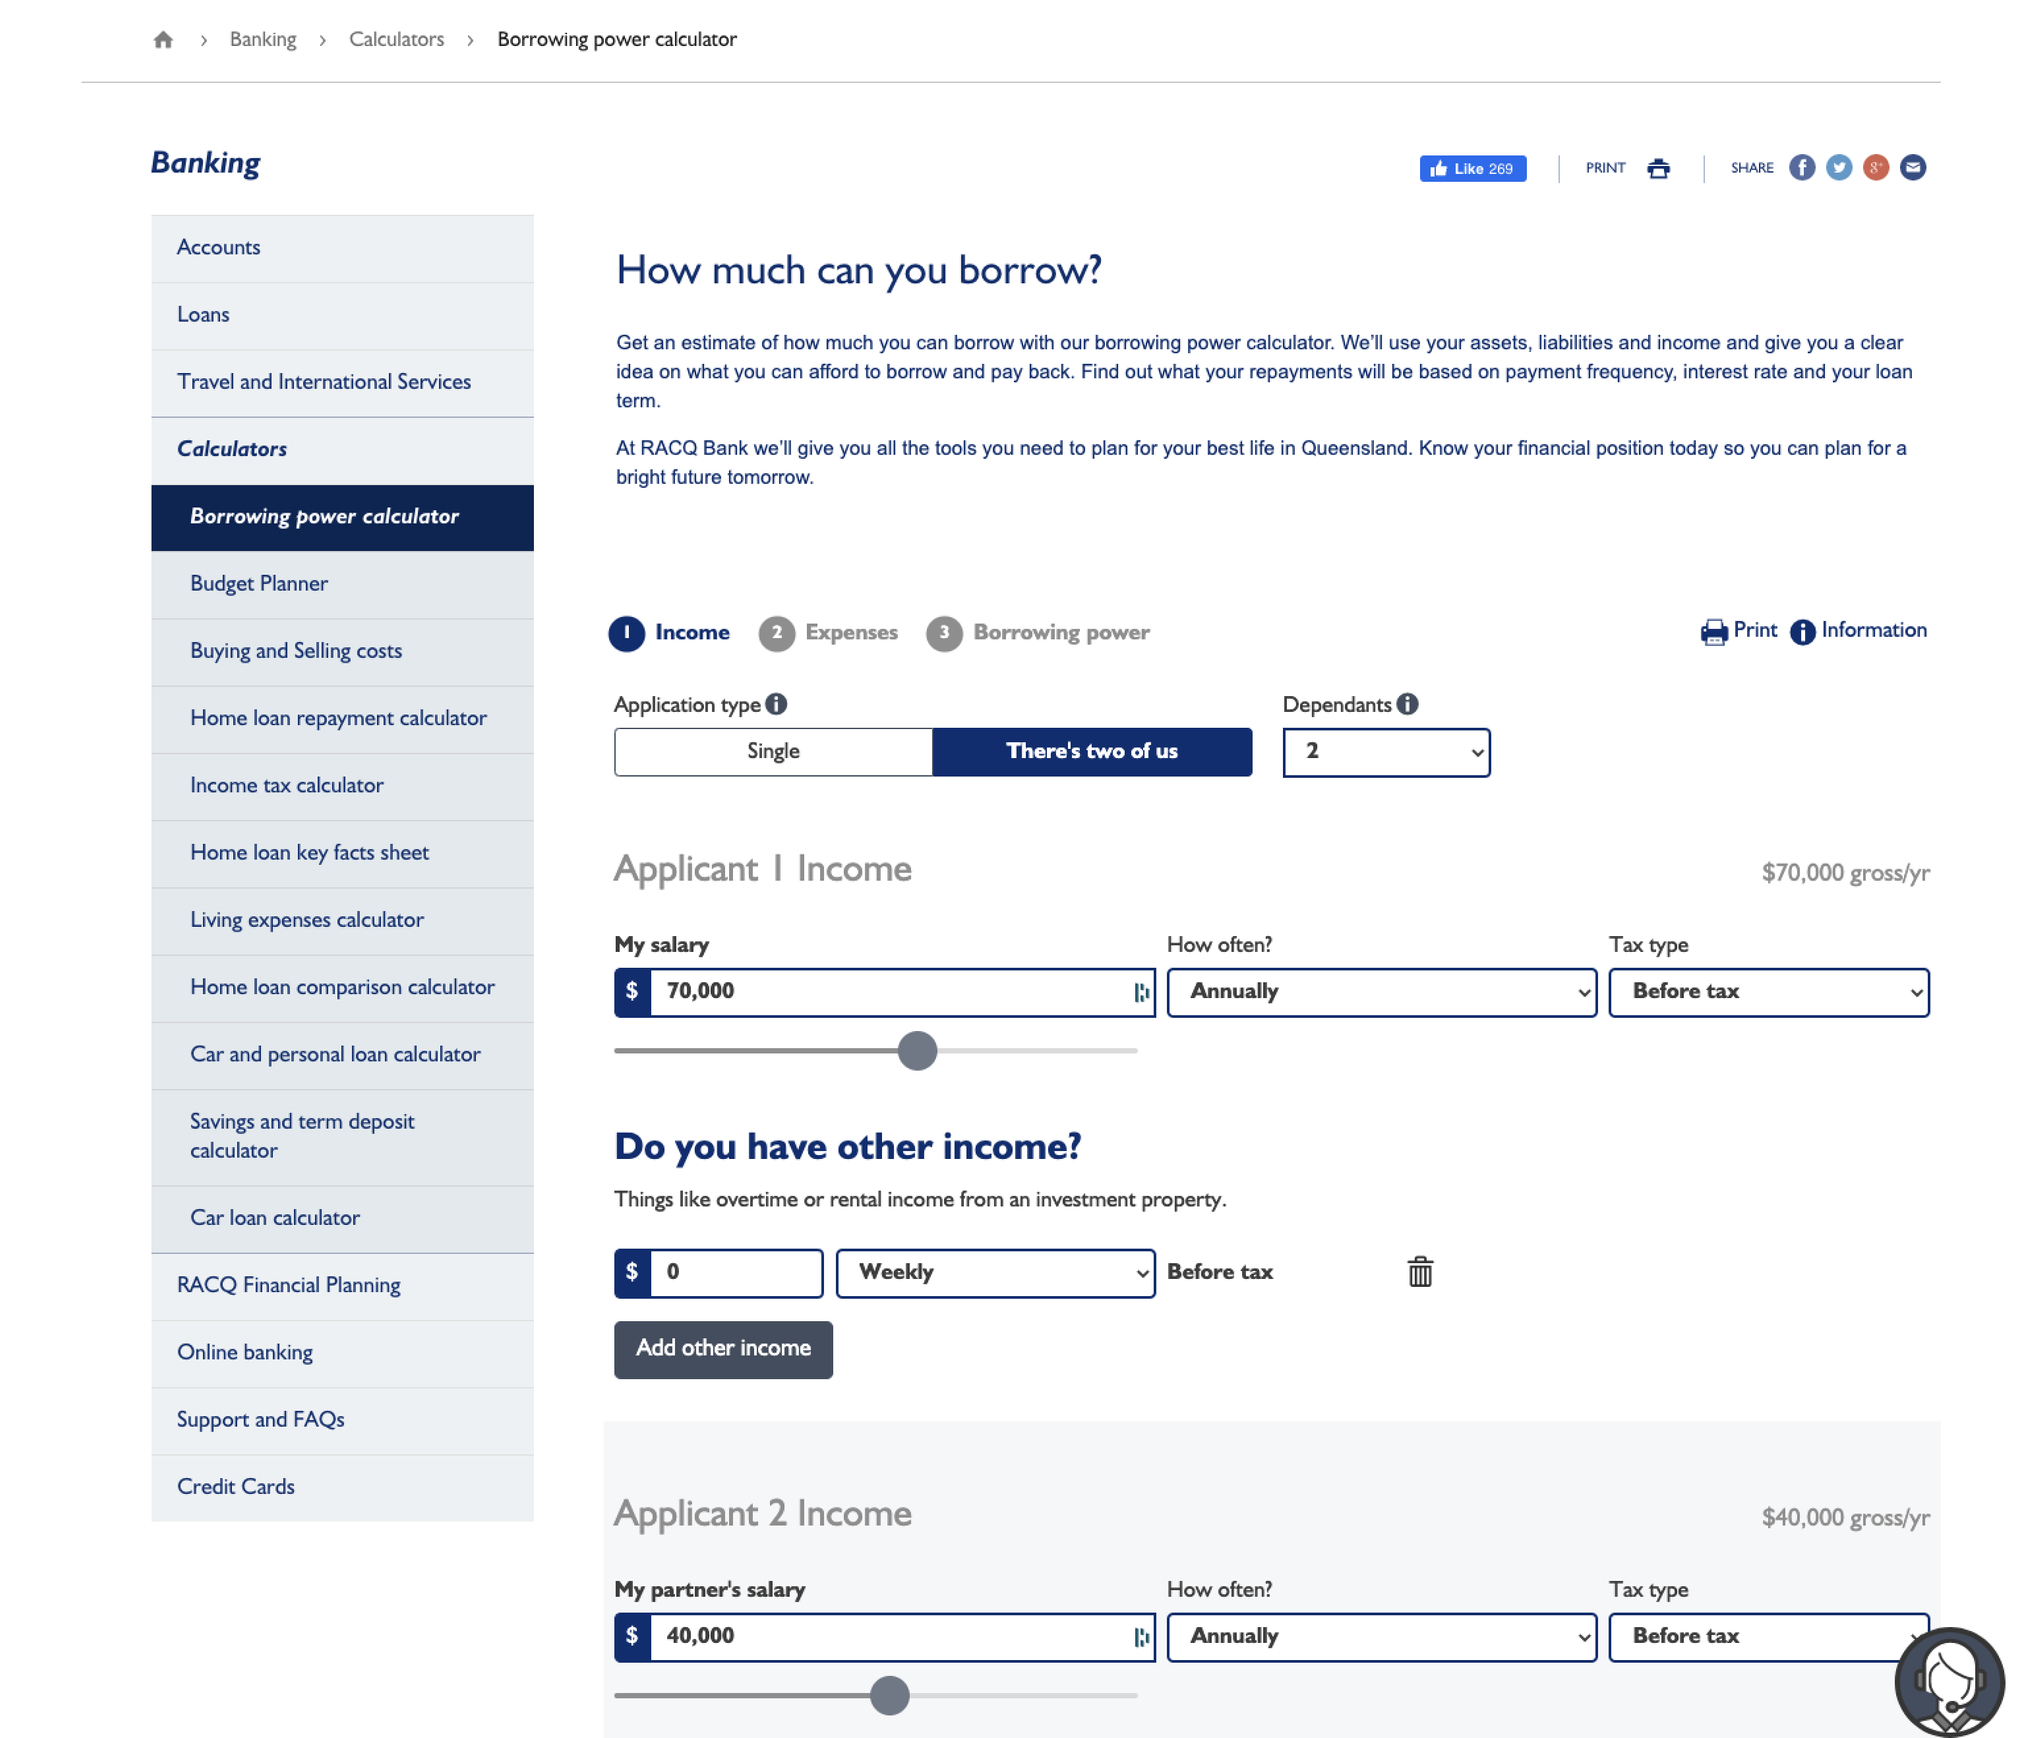 Banking
Calculators
Borrowing power calculator
Banking
Like 269
PRINT
SHARE
Accounts
Loans
Travel and International Services
Calculators
Borrowing power calculator
Budget Planner
Buying and Selling costs
Home loan repayment calculator
Income tax calculator
Home loan key facts sheet
Living expenses calculator
Home loan comparison calculator
Car and personal loan calculator
Savings and term deposit
calculator
Car loan calculator
RACQ Financial Planning
Online banking
Support and FAQs
Credit Cards
How much can you borrow?
Get an estimate of how much you can borrow with our borrowing power calculator. We'll use your assets, liabilities and income and give you a clear
idea on what you can afford to borrow and pay back. Find out what your repayments will be based on payment frequency, interest rate and your loan
term.
At RACQ Bank we'll give you all the tools you need to plan for your best life in Queensland. Know your financial position today so you can plan for a
bright future tomorrow.
1 Income 2 Expenses 3 Borrowing power
Print Information
Application type Dependants
Single There's two of us 2
Applicant 1 Income $70,000 gross/yr
My salary How often? Tax type
$ 70,000 Annually Before tax
Do you have other income?
Things like overtime or rental income from an investment property.
$ 0 Weekly Before tax
Add other income
Applicant 2 Income $40,000 gross/yr
My partner's salary How often? Tax type
$ 40,000 Annually Before tax